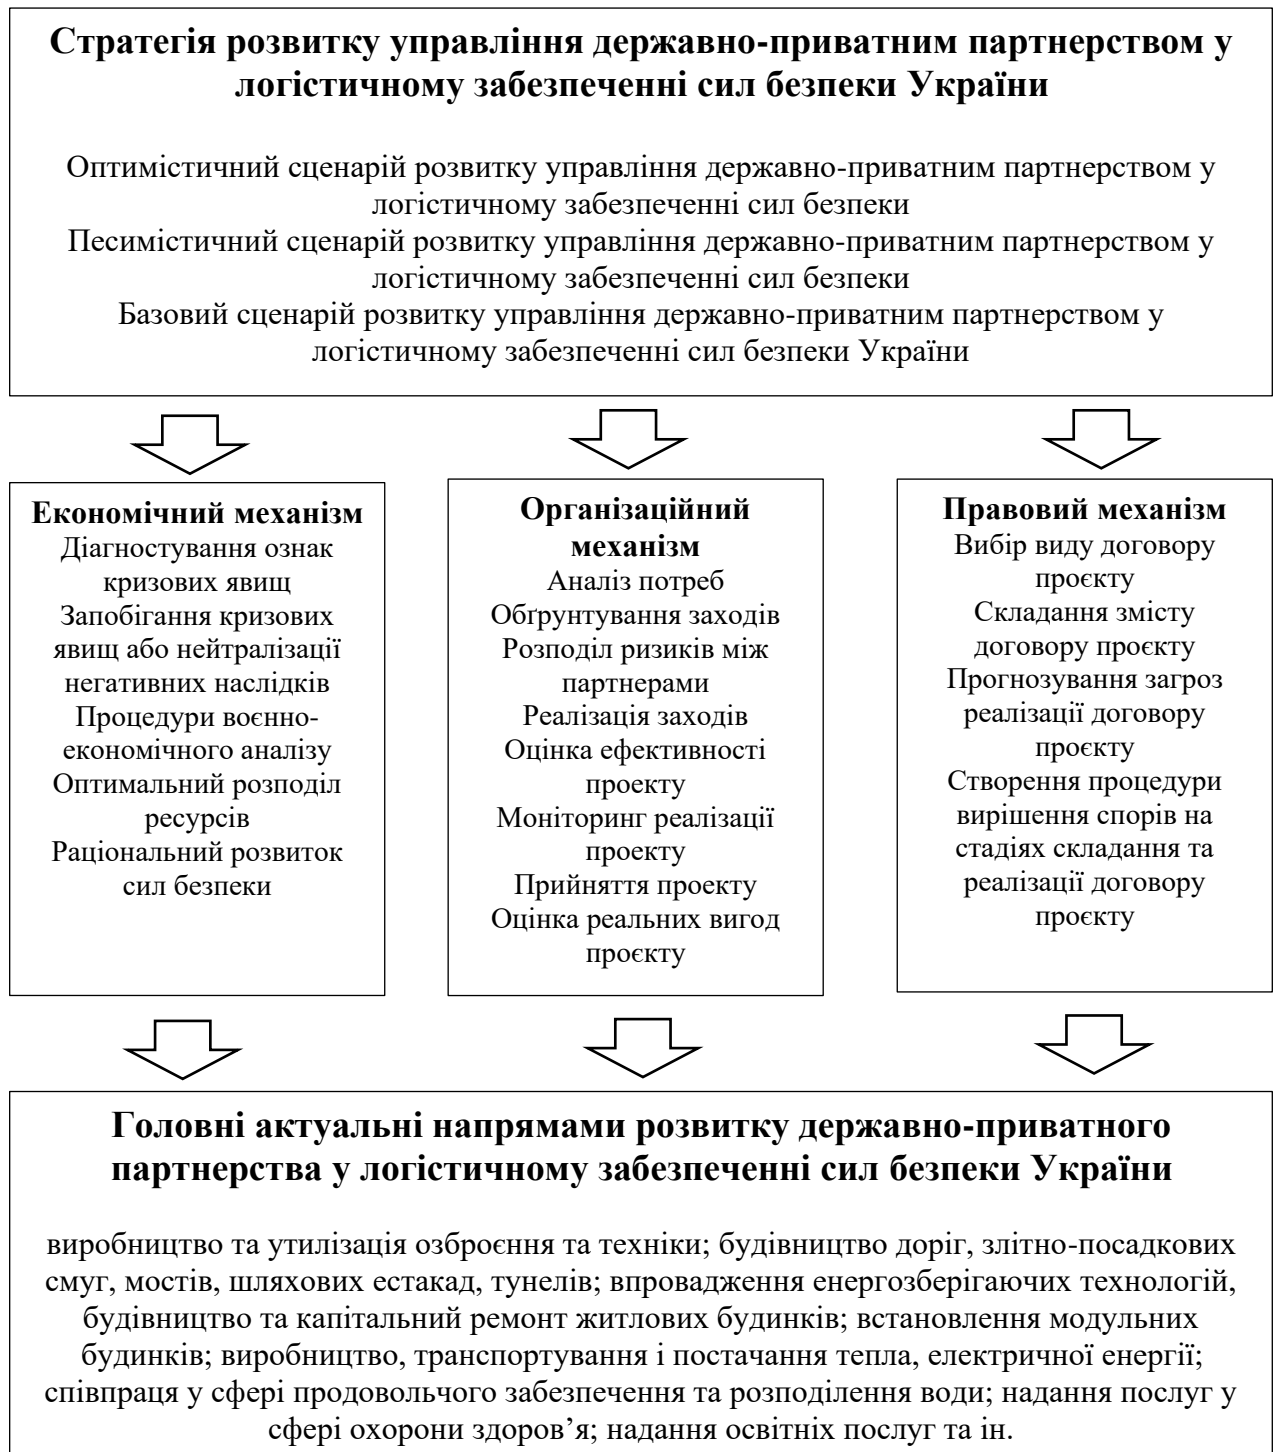 Стратегія розвитку управління державно-приватним партнерством у
логістичному забезпеченні сил безпеки України
Оптимістичний сценарій розвитку управління державно-приватним партнерством у
логістичному забезпеченні сил безпеки
Песимістичний сценарій розвитку управління державно-приватним партнерством у
логістичному забезпеченні сил безпеки
Базовий сценарій розвитку управління державно-приватним партнерством у
логістичному забезпеченні сил безпеки України
Економічний механізм
Діагностування ознак
кризових явищ
Запобігання кризових
явищ або нейтралізації
негативних наслідків
Процедури воєнно-
економічного аналізу
Оптимальний розподіл
ресурсів
Раціональний розвиток
сил безпеки
Організаційний
механізм
Аналіз потреб
Обґрунтування заходів
Розподіл ризиків між
партнерами
Реалізація заходів
Оцінка ефективності
проекту
Моніторинг реалізації
проекту
Прийняття проекту
Оцінка реальних вигод
проєкту
Правовий механізм
Вибір виду договору
проєкту
Складання змісту
договору проєкту
Прогнозування загроз
реалізації договору
проєкту
Створення процедури
вирішення спорів на
стадіях складання та
реалізації договору
проєкту
Головні актуальні напрямами розвитку державно-приватного
партнерства у логістичному забезпеченні сил безпеки України
виробництво та утилізація озброєння та техніки; будівництво доріг, злітно-посадкових
смуг, мостів, шляхових естакад, тунелів; впровадження енергозберігаючих технологій,
будівництво та капітальний ремонт житлових будинків; встановлення модульних
будинків; виробництво, транспортування і постачання тепла, електричної енергії;
співпраця у сфері продовольчого забезпечення та розподілення води; надання послуг у
сфері охорони здоров’я; надання освітніх послуг та ін.